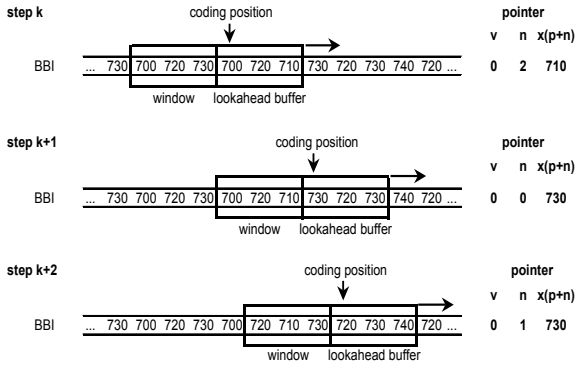 step k coding position pointer
v n x(p+n)
BBI ... 730 700 720 730 700 720 710 730 720 730 740 720 ... 0 2 710
window lookahead buffer
step k+1 coding position pointer
v n x(p+n)
BBI ... 730 700 720 730 700 720 710 730 720 730 740 720 ... 0 0 730
window lookahead buffer
step k+2 coding position pointer
v n x(p+n)
BBI ... 730 700 720 730 700 720 710 730 720 730 740 720 ... 0 1 730
window lookahead buffer